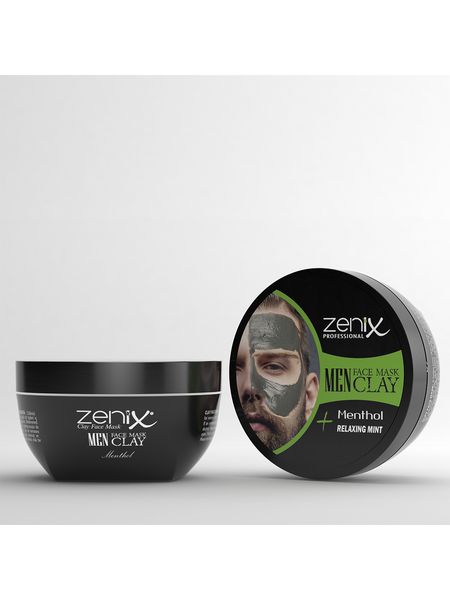 zenix
Clay Face Mask
MEN FACE MASK
CLAY
Menthol
zenix
PROFESSIONAL
MEN FACE MASK
CLAY
+ Menthol
RELAXING MINT